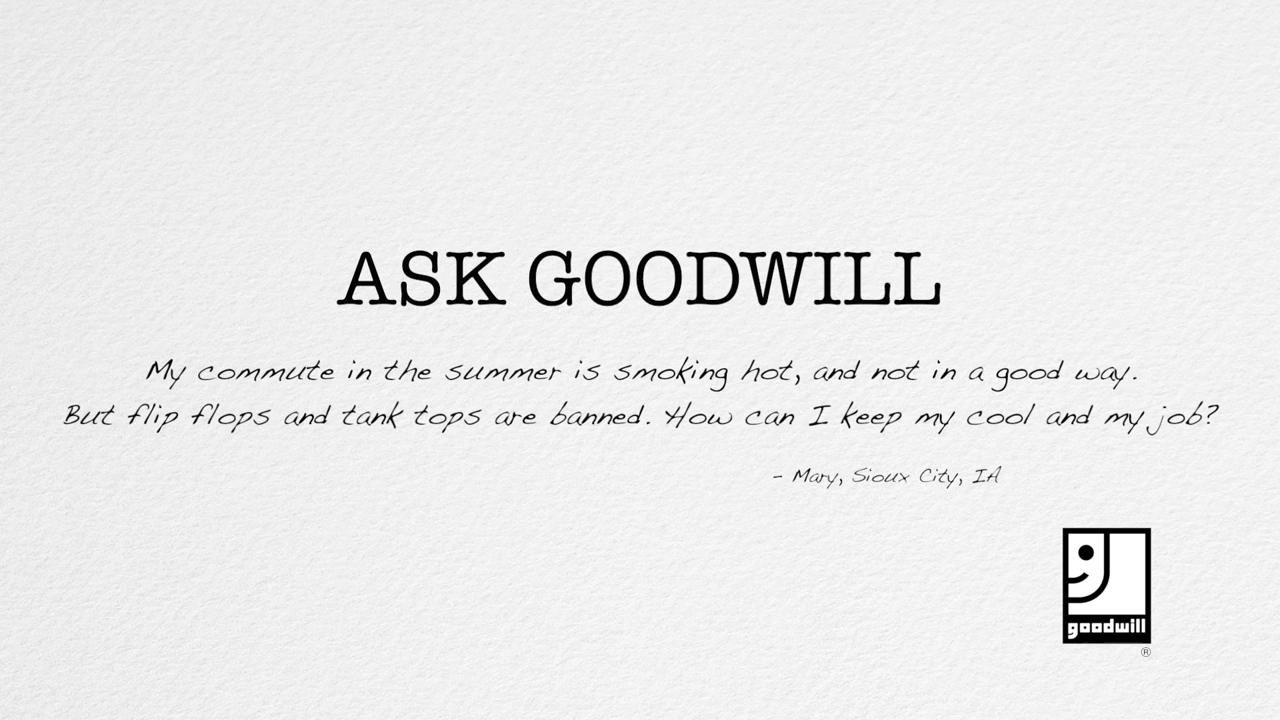 ASK GOODWILL
My commute in the summer is smoking hot, and not in a good way.
But flip flops and tank tops are banned. How can I keep my cool and my job?
- Mary, Sioux City, IA
g
goodwill
®